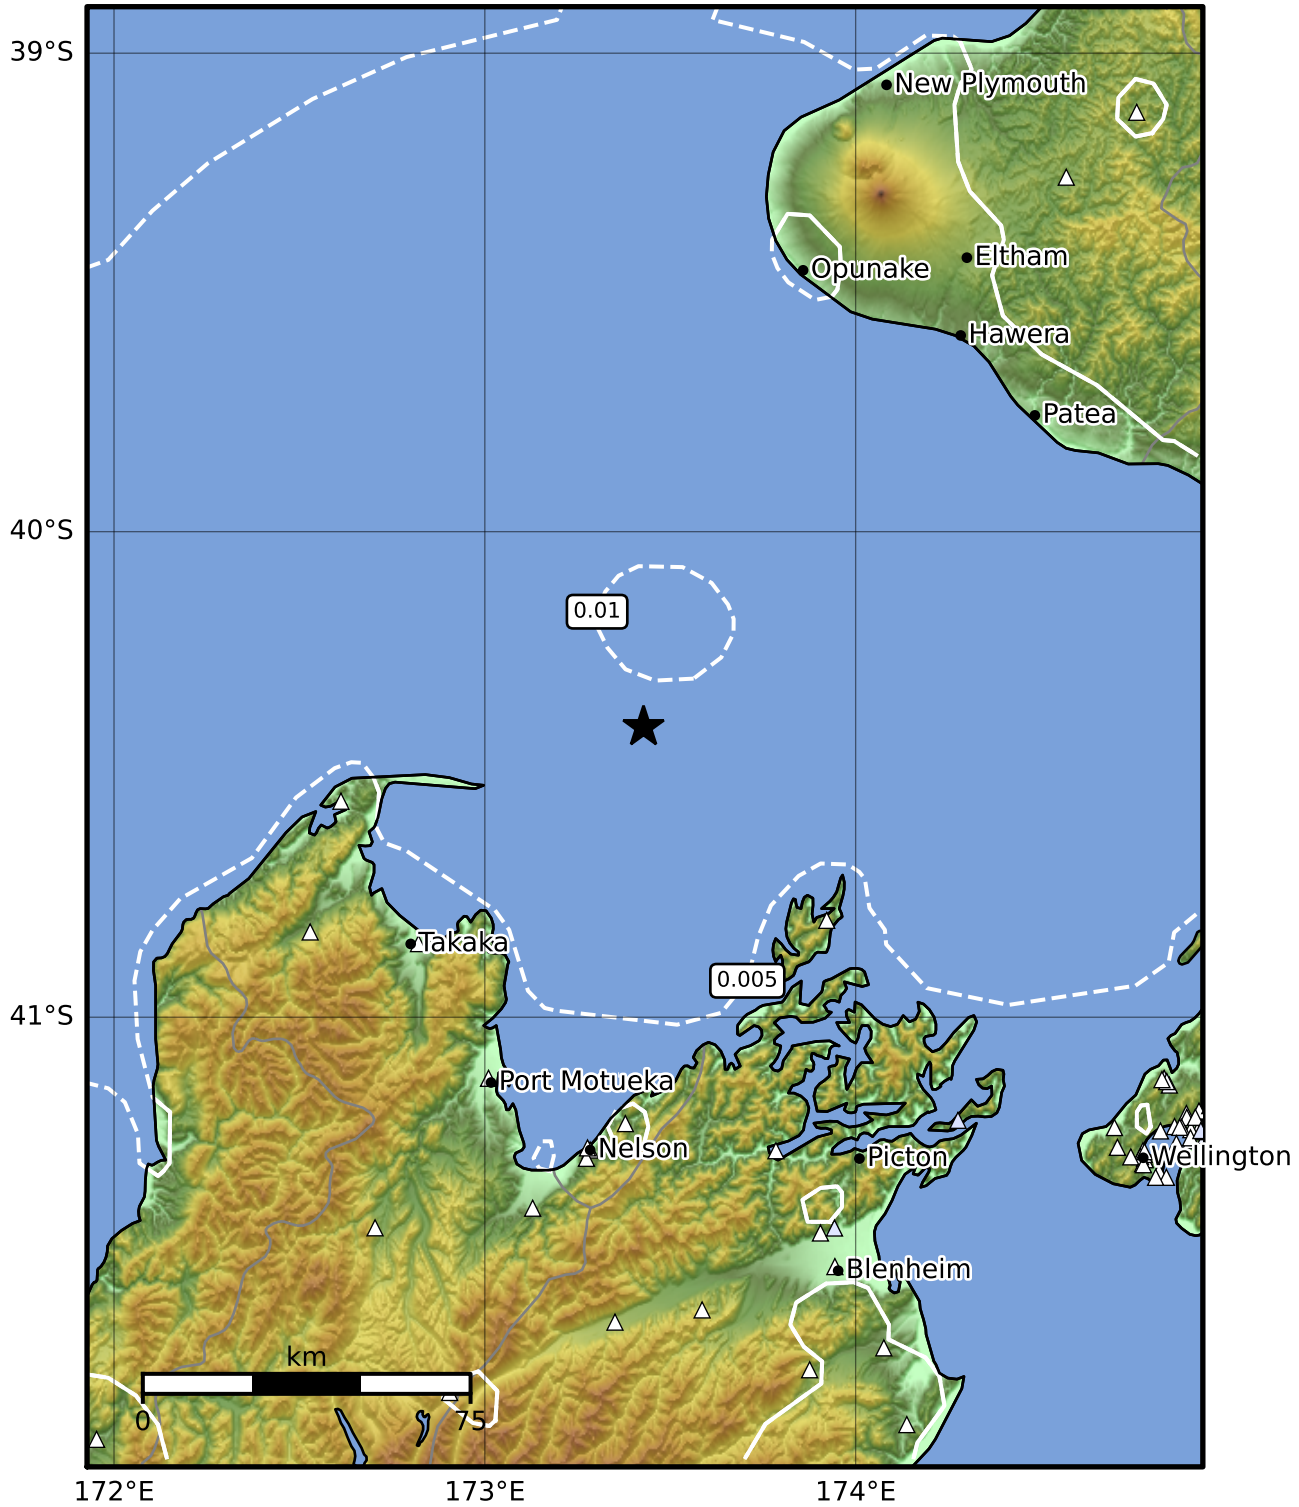 39°S
New Plymouth
Eltham
Opunake
Hawera
Patea
40°S
0.01
Takaka
0.005
41°S
Port Motueka
Nelson
Picton
Wellington
Blenheim
km
0
75
172°E
173°E
174°E